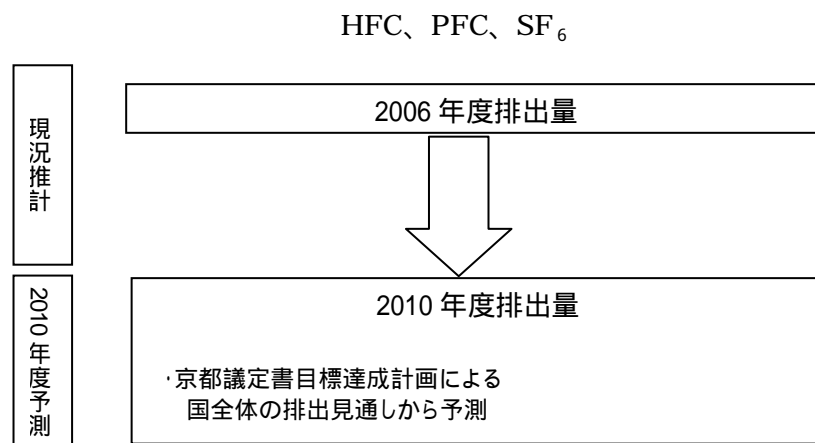 HFC、PFC、SF₆
現況推計
2006 年度排出量
2010 年度予測
2010 年度排出量
・京都議定書目標達成計画による
国全体の排出見通しから予測